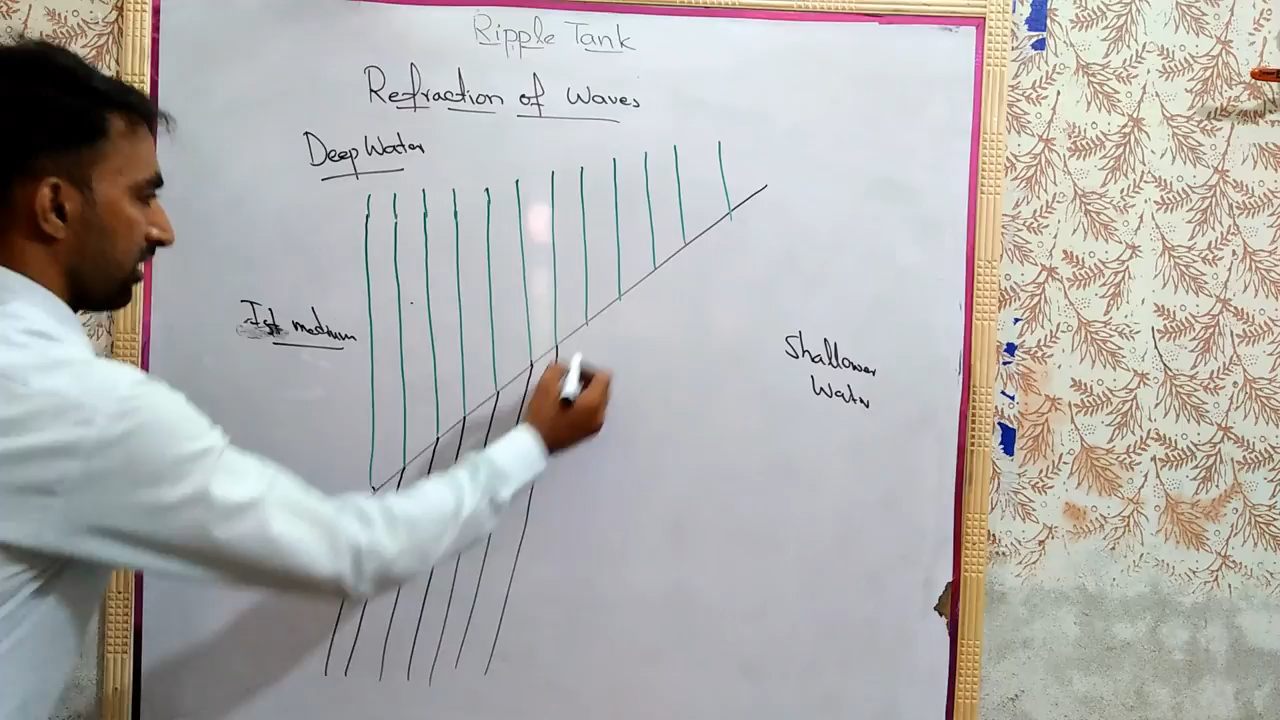 Ripple Tank
Refraction of Waves
Deep Water
Ist medium
Shallower
Water